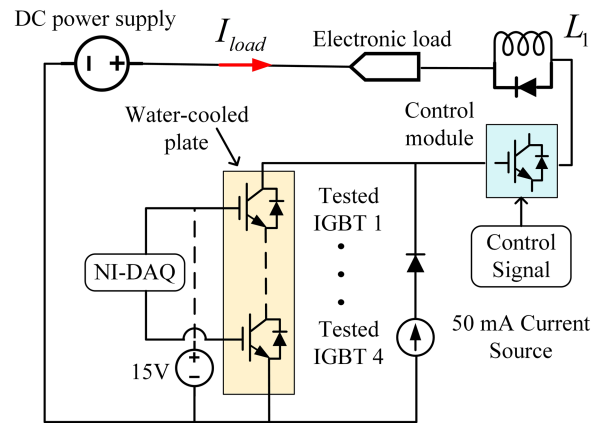 DC power supply
I_load
Electronic load
L_1
Water-cooled
plate
Control
module
Tested
IGBT 1
Control
Signal
NI-DAQ
Tested
IGBT 4
50 mA Current
Source
15V